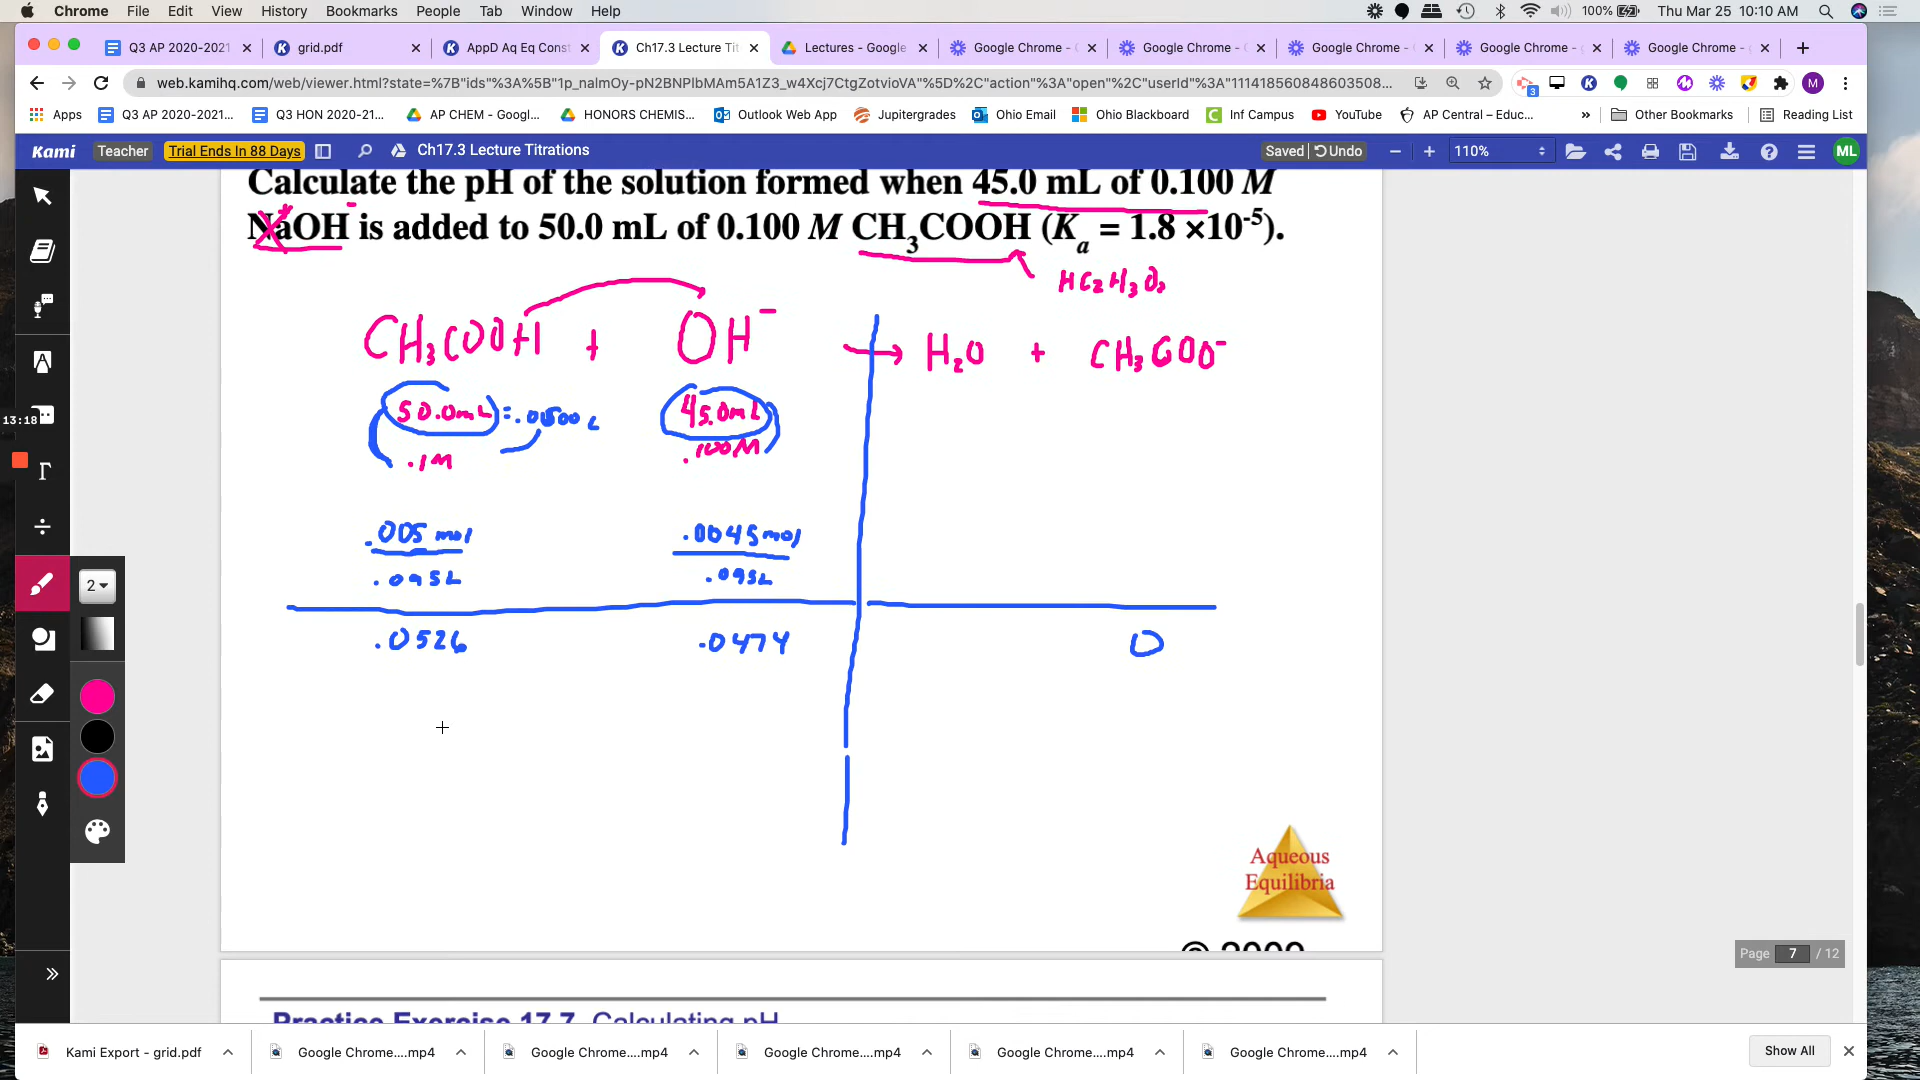 Chrome File Edit View History Bookmarks People Tab Window Help 100% Thu Mar 25 10:10 AM
Q3 AP 2020-2021 grid.pdf AppD Aq Eq Const Ch17.3 Lecture Tit Lectures - Google Google Chrome - Google Chrome - Google Chrome - Google Chrome - Google Chrome -
web.kamihq.com/web/viewer.html?state=%7B"ids"%3A%5B"1p_nalmOy-pN2BNPlbMAm5A1Z3_w4Xcj7CtgZotvioVA"%5D%2C"action"%3A"open"%2C"userId"%3A"111418560848603508... 3 M
Apps Q3 AP 2020-2021... Q3 HON 2020-21... AP CHEM - Googl... HONORS CHEMIS... Outlook Web App Jupitergrades Ohio Email Ohio Blackboard Inf Campus YouTube AP Central – Educ... » Other Bookmarks Reading List
Kami Teacher Trial Ends In 88 Days Ch17.3 Lecture Titrations Saved Undo 110% ML
Calculate the pH of the solution formed when 45.0 mL of 0.100 M
NaOH is added to 50.0 mL of 0.100 M CH3COOH (Ka = 1.8 ×10-5).
HC2H3O2
CH3COOH + OH- → H2O + CH3COO-
50.0mL = .0500 L 45.0mL
.1M .100M
13:18
.005 mol .0045 mol
.095L .095L
.0526 .0474 0
2
Aqueous
Equilibria
© 2009
Page 7 / 12
Practice Exercise 17.7 Calculating pH
Kami Export - grid.pdf Google Chrome....mp4 Google Chrome....mp4 Google Chrome....mp4 Google Chrome....mp4 Google Chrome....mp4 Show All